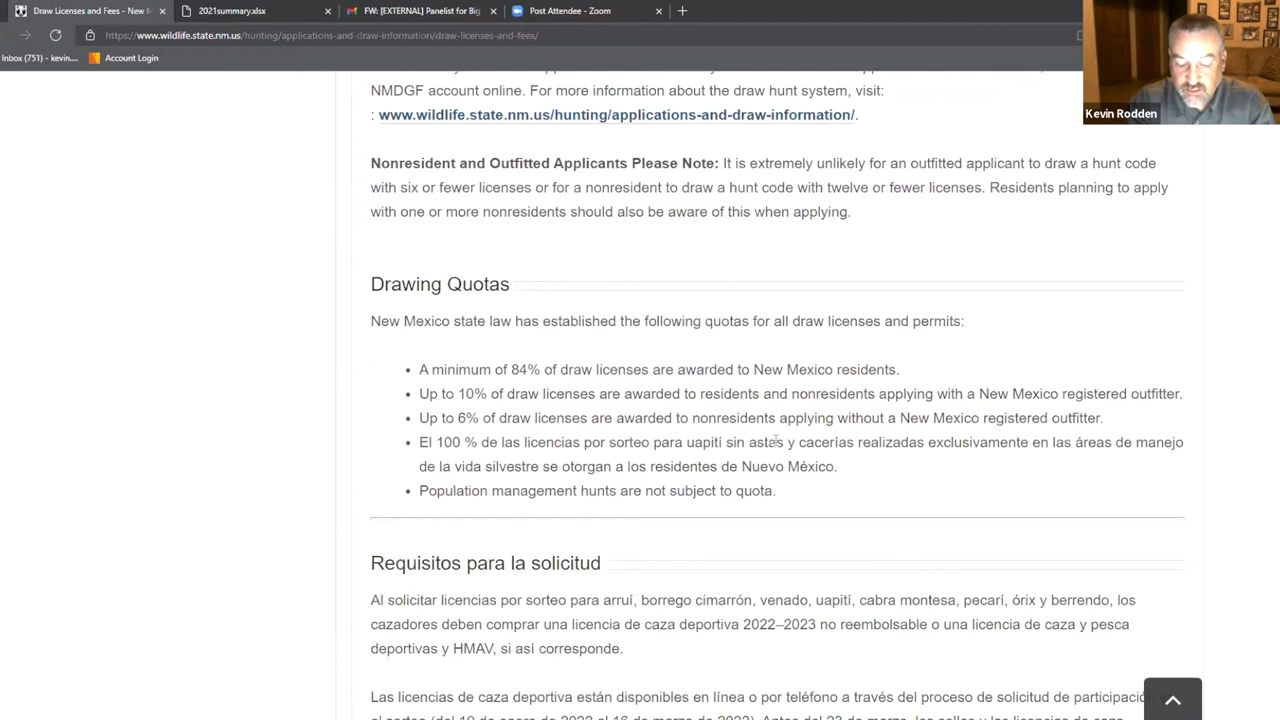 Draw Licenses and Fees - New M
2021summary.xlsx
FW: [EXTERNAL] Panelist for Big
Post Attendee - Zoom
https://www.wildlife.state.nm.us/hunting/applications-and-draw-information/draw-licenses-and-fees/
Inbox (751) - kevin....
Account Login
Kevin Rodden
NMDGF account online. For more information about the draw hunt system, visit:
: www.wildlife.state.nm.us/hunting/applications-and-draw-information/.
Nonresident and Outfitted Applicants Please Note: It is extremely unlikely for an outfitted applicant to draw a hunt code
with six or fewer licenses or for a nonresident to draw a hunt code with twelve or fewer licenses. Residents planning to apply
with one or more nonresidents should also be aware of this when applying.
Drawing Quotas
New Mexico state law has established the following quotas for all draw licenses and permits:
• A minimum of 84% of draw licenses are awarded to New Mexico residents.
• Up to 10% of draw licenses are awarded to residents and nonresidents applying with a New Mexico registered outfitter.
• Up to 6% of draw licenses are awarded to nonresidents applying without a New Mexico registered outfitter.
• El 100 % de las licencias por sorteo para uapití sin astas y cacerías realizadas exclusivamente en las áreas de manejo
de la vida silvestre se otorgan a los residentes de Nuevo México.
• Population management hunts are not subject to quota.
Requisitos para la solicitud
Al solicitar licencias por sorteo para arruí, borrego cimarrón, venado, uapití, cabra montesa, pecarí, órix y berrendo, los
cazadores deben comprar una licencia de caza deportiva 2022–2023 no reembolsable o una licencia de caza y pesca
deportivas y HMAV, si así corresponde.
Las licencias de caza deportiva están disponibles en línea o por teléfono a través del proceso de solicitud de participación